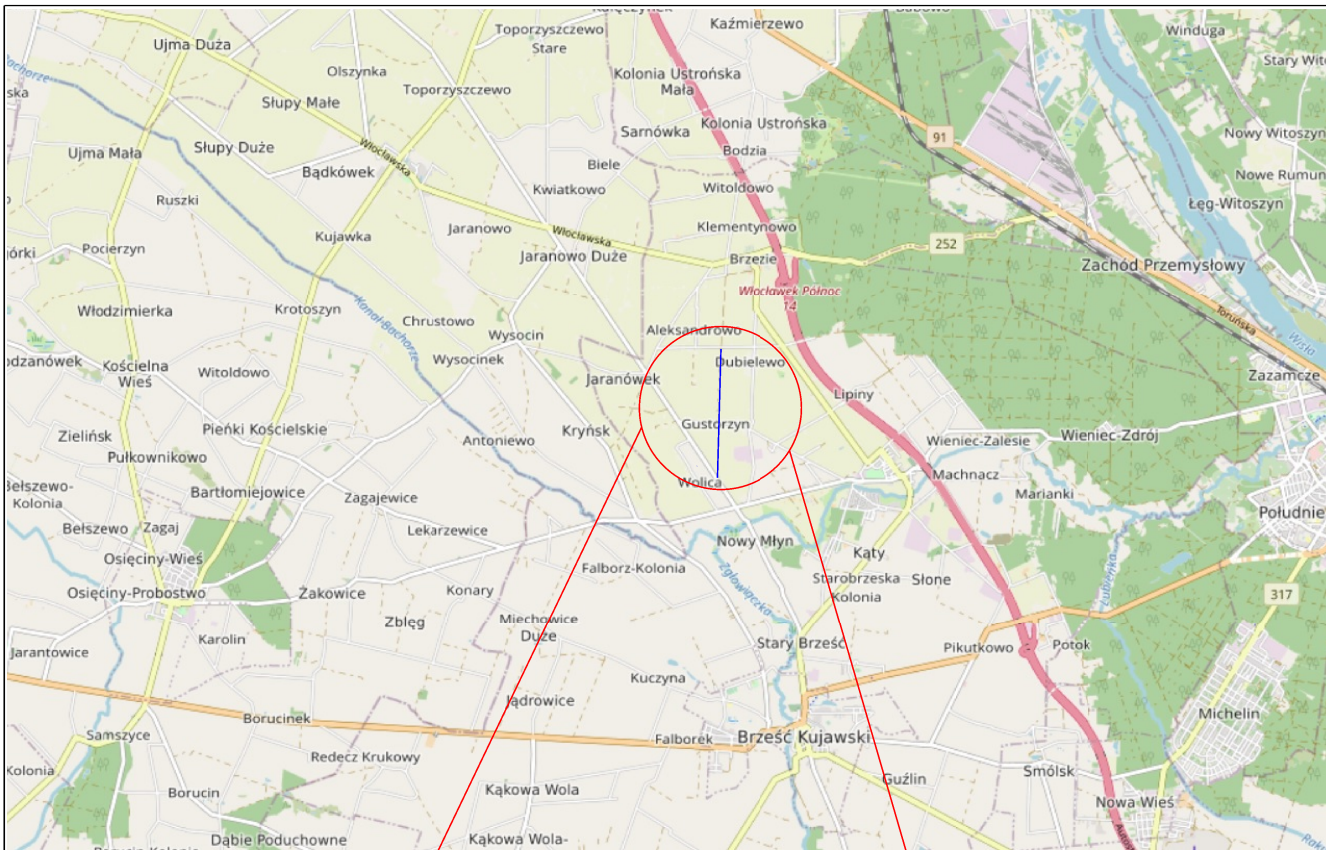 Kaźmierzewo
Winduga
Ujma Duża
Toporzyszczewo
Stare
Bachorze
Olszynka
Kolonia Ustrońska
Mała
Toporzyszczewo
Słupy Małe
Kolonia Ustrońska
Sarnówka
91
Nowy Witoszyn
Słupy Duże
Włocławska
Bodzia
Ujma Mała
Bądkówek
Biele
Nowe Rumun
Kwiatkowo
Witoldowo
Ruszki
Łęg-Witoszyn
Kujawka
Jaranowo
Włocławska
Klementynowo
252
Pocierzyn
Jaranowo Duże
Brzezie
Zachód Przemysłowy
Włocławek Północ
14
Włodzimierka
Krotoszyn
Kanał Bachorze
Chrustowo
Toruńska
Wysocin
Aleksandrowo
Wisła
Kościelna
Wieś
Wysocinek
Dubielewo
Witoldowo
Jaranówek
Zazamcze
Lipiny
Zielińsk
Pieńki Kościelskie
Antoniewo
Kryńsk
Gustorzyn
Wieniec-Zalesie
Wieniec-Zdrój
Pułkownikowo
Machnacz
Bełszewo-
Kolonia
Bartłomiejowice
Zagajewice
Wolica
Marianki
Bełszewo
Zagaj
Lekarzewice
Południe
Osięciny-Wieś
Nowy Młyn
Kąty
Falborz-Kolonia
Zgłowiączka
Starobrzeska
Kolonia
Słone
Lubieńka
Osięciny-Probostwo
Żakowice
Konary
317
Zblęg
Miechowice
Duże
Karolin
Stary Brześć
Jarantowice
Pikutkowo
Potok
Kuczyna
Jądrowice
Borucinek
Michelin
Samszyce
Falborek
Brześć Kujawski
Redecz Krukowy
Kolonia
Guźlin
Smólsk
Borucin
Kąkowa Wola
Nowa Wieś
Dąbie Poduchowne
Kąkowa Wola-